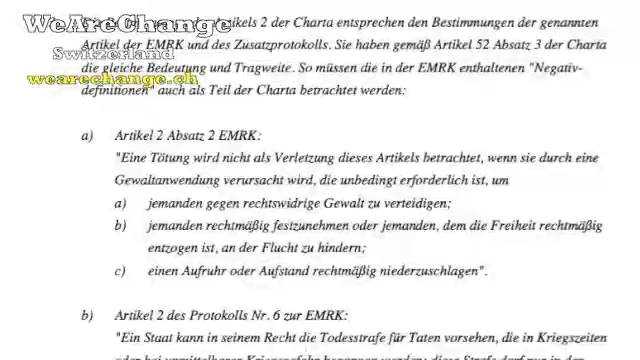 WeAreChange
Switzerland
wearechange.ch
Artikels 2 der Charta entsprechen den Bestimmungen der genannten
Artikel der EMRK und des Zusatzprotokolls. Sie haben gemäß Artikel 52 Absatz 3 der Charta
die gleiche Bedeutung und Tragweite. So müssen die in der EMRK enthaltenen "Negativ-
definitionen" auch als Teil der Charta betrachtet werden:
a) Artikel 2 Absatz 2 EMRK:
"Eine Tötung wird nicht als Verletzung dieses Artikels betrachtet, wenn sie durch eine
Gewaltanwendung verursacht wird, die unbedingt erforderlich ist, um
a) jemanden gegen rechtswidrige Gewalt zu verteidigen;
b) jemanden rechtmäßig festzunehmen oder jemanden, dem die Freiheit rechtmäßig
entzogen ist, an der Flucht zu hindern;
c) einen Aufruhr oder Aufstand rechtmäßig niederzuschlagen".
b) Artikel 2 des Protokolls Nr. 6 zur EMRK:
"Ein Staat kann in seinem Recht die Todesstrafe für Taten vorsehen, die in Kriegszeiten